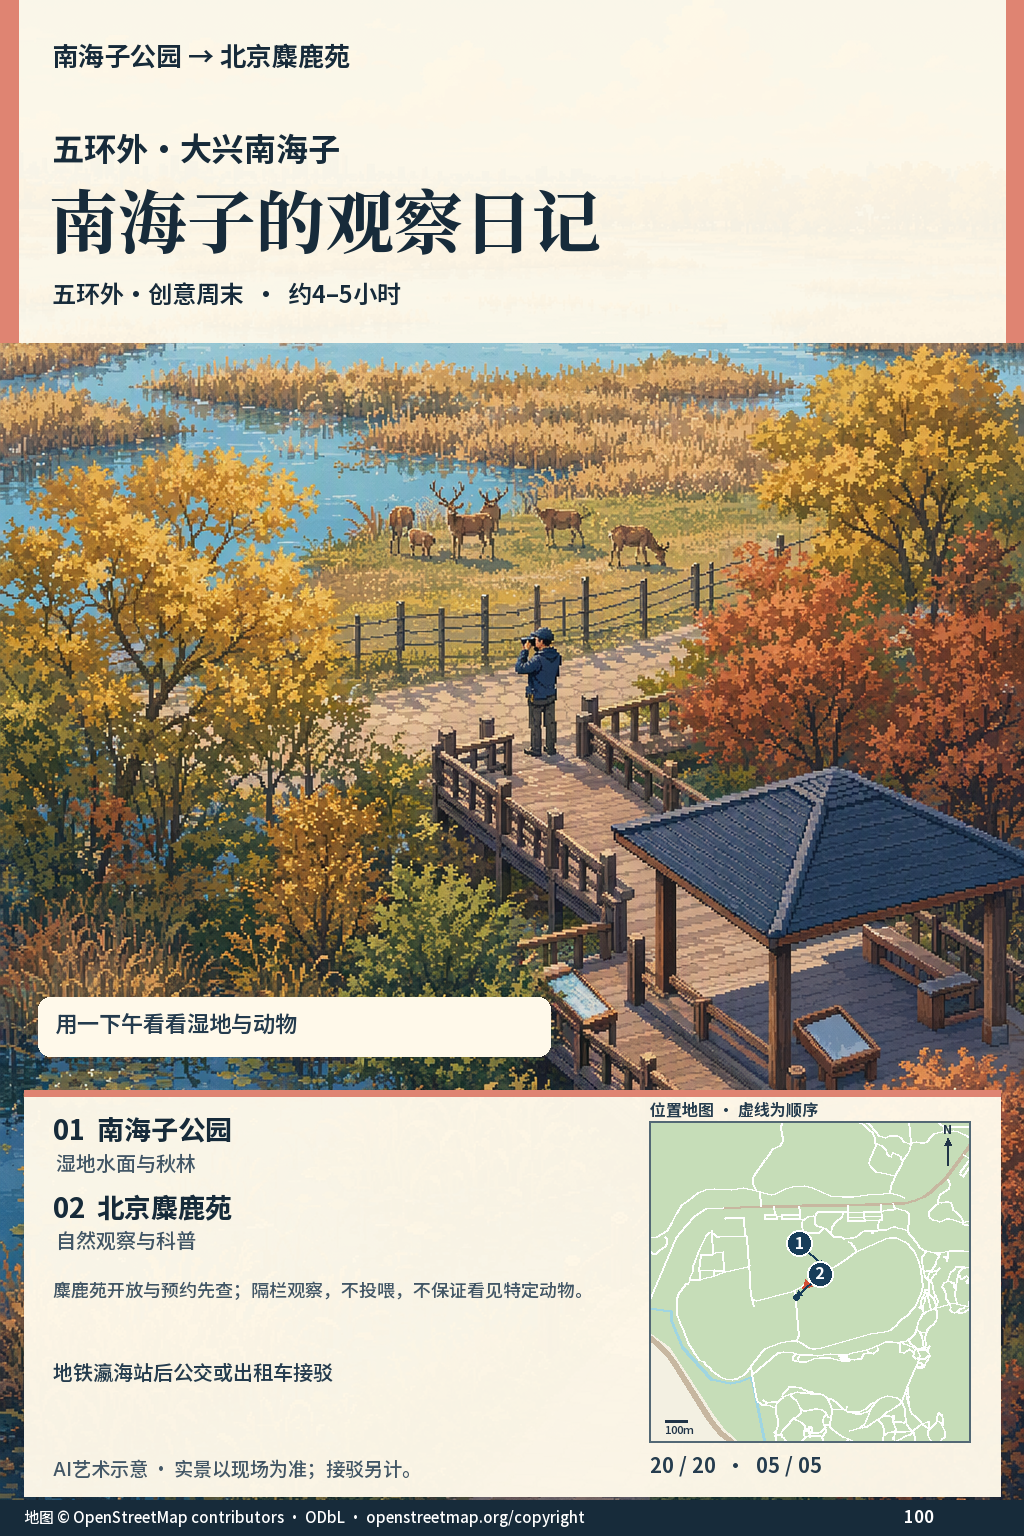 南海子公园 → 北京麋鹿苑
五环外・大兴南海子
南海子的观察日记
五环外・创意周末 ・ 约4–5小时
用一下午看看湿地与动物
01 南海子公园
湿地水面与秋林
02 北京麋鹿苑
自然观察与科普
麋鹿苑开放与预约先查；隔栏观察，不投喂，不保证看见特定动物。
地铁瀛海站后公交或出租车接驳
AI艺术示意 · 实景以现场为准；接驳另计。
位置地图 · 虚线为顺序
N
1
2
100m
20 / 20 · 05 / 05
地图 © OpenStreetMap contributors · ODbL · openstreetmap.org/copyright
100